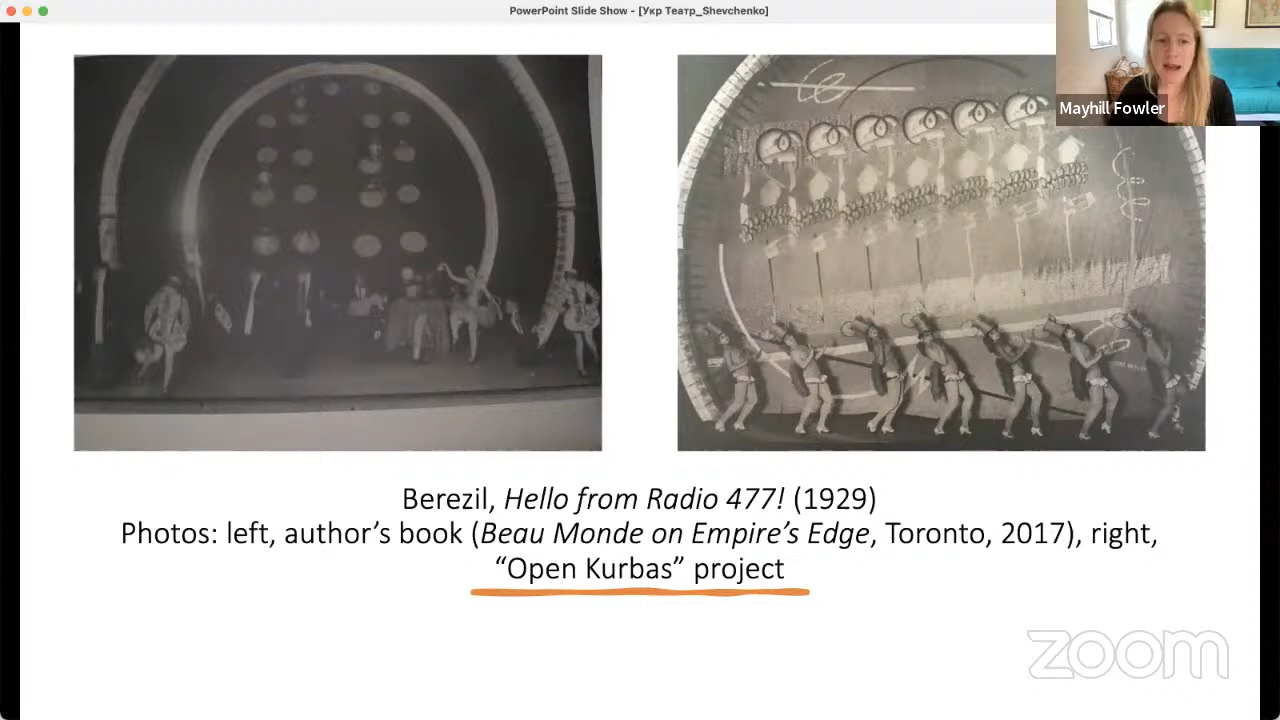 PowerPoint Slide Show - [Укр Театр_Shevchenko]
Mayhill Fowler
Berezil, Hello from Radio 477! (1929)
Photos: left, author’s book (Beau Monde on Empire’s Edge, Toronto, 2017), right,
“Open Kurbas” project
zoom